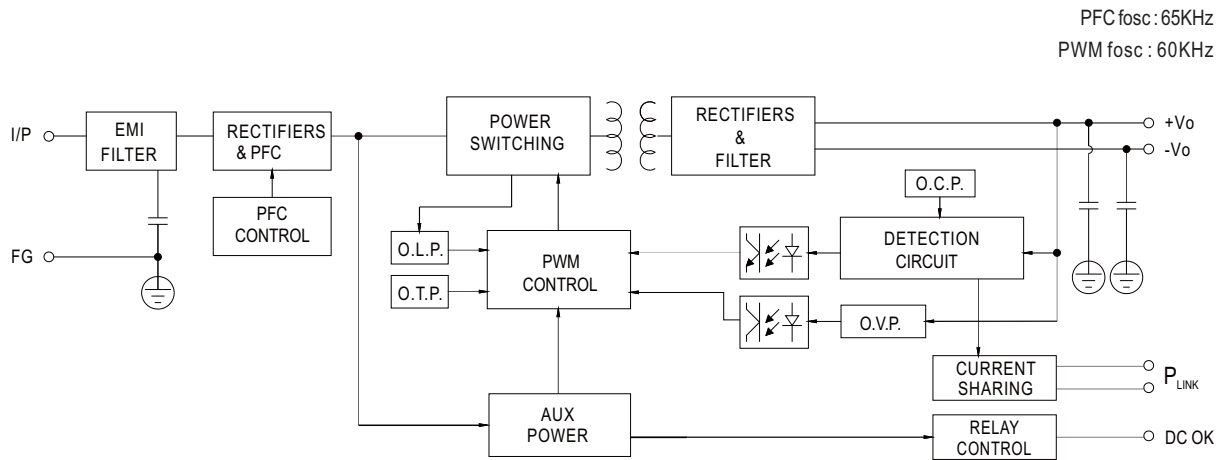 PFC fosc : 65KHz
PWM fosc : 60KHz
I/P
EMI
FILTER
RECTIFIERS
& PFC
POWER
SWITCHING
RECTIFIERS
&
FILTER
+Vo
-Vo
PFC
CONTROL
O.C.P.
DETECTION
CIRCUIT
FG
O.L.P.
O.T.P.
PWM
CONTROL
O.V.P.
CURRENT
SHARING
PLINK
AUX
POWER
RELAY
CONTROL
DC OK